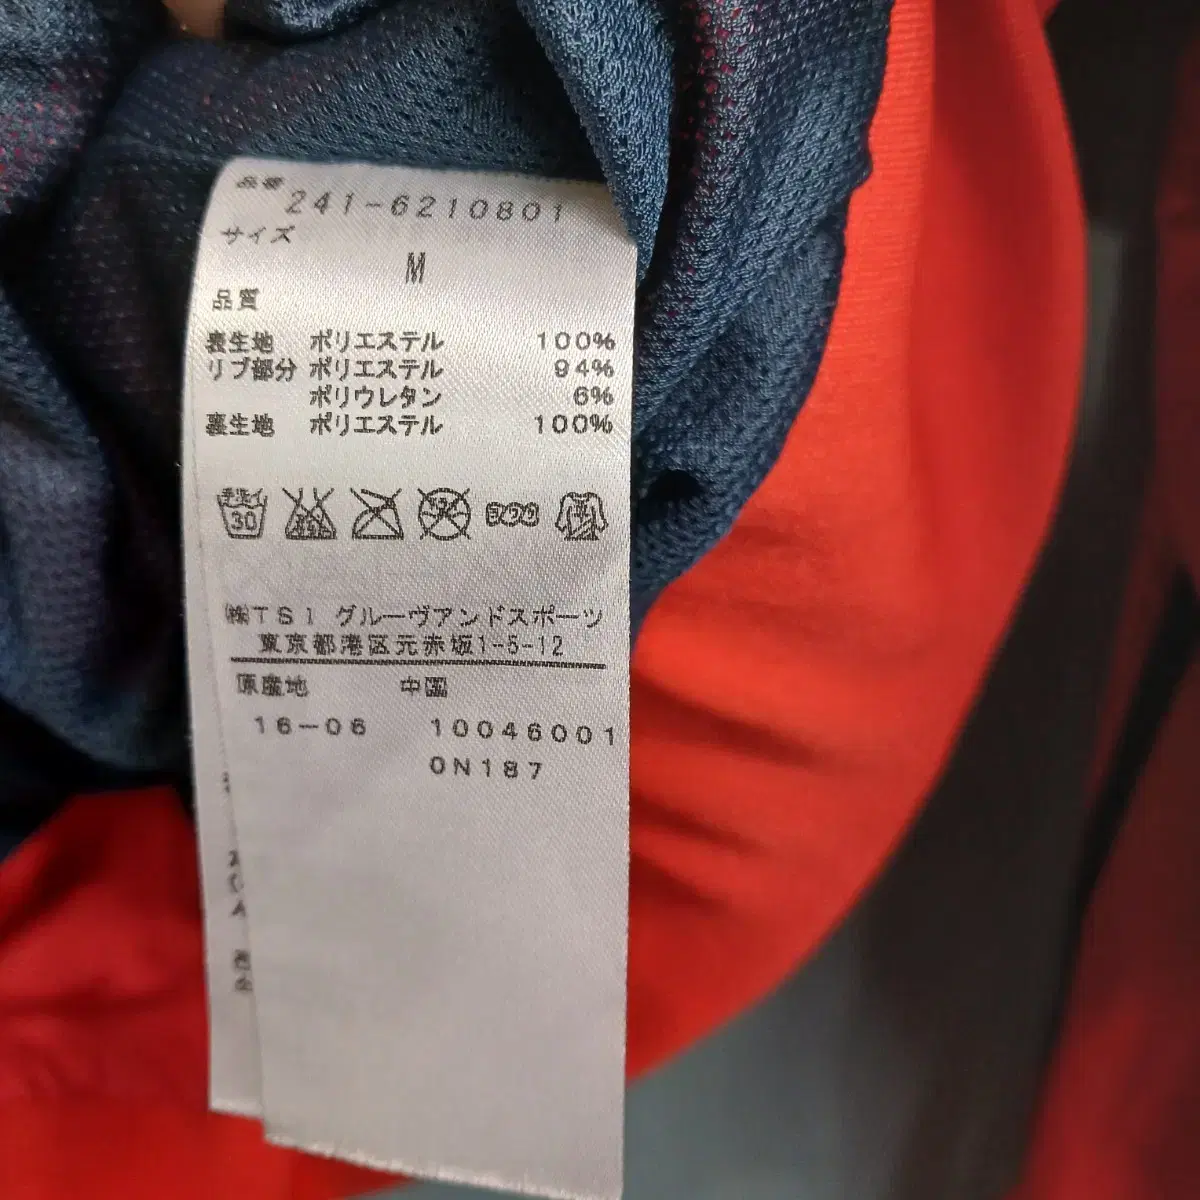 品番 241-6210801
サイズ
M
品質
表生地 ポリエステル 100%
リブ部分 ポリエステル 94%
ポリウレタン 6%
裏生地 ポリエステル 100%
手洗イ 30
㈱TSI グルーヴアンドスポーツ
東京都港区元赤坂1-5-12
原産地 中国
16-06 10046001
0N187